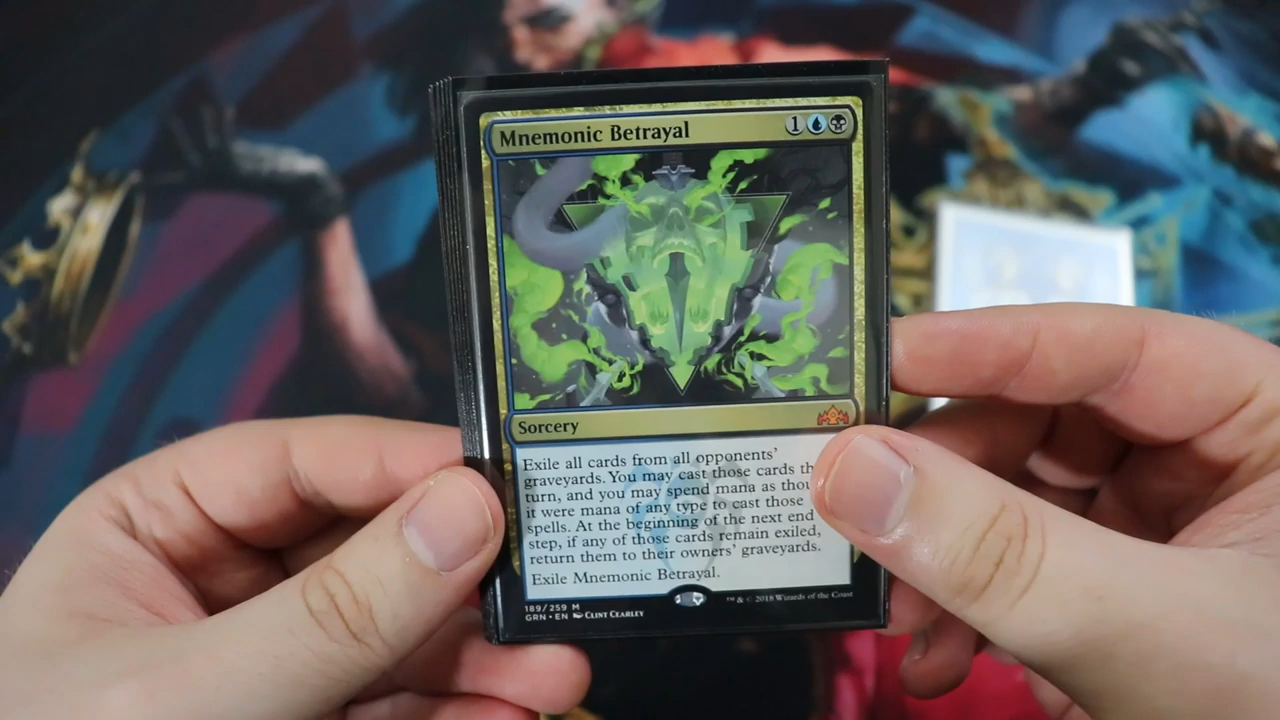 Mnemonic Betrayal 1
Sorcery
Exile all cards from all opponents'
graveyards. You may cast those cards
turn, and you may spend mana as
it were mana of any type to cast those
spells. At the beginning of the next end
step, if any of those cards remain exiled,
return them to their owners' graveyards.
Exile Mnemonic Betrayal.
189/259 M
GRN • EN Clint Cearley
™ & © 2018 Wizards of the Coast